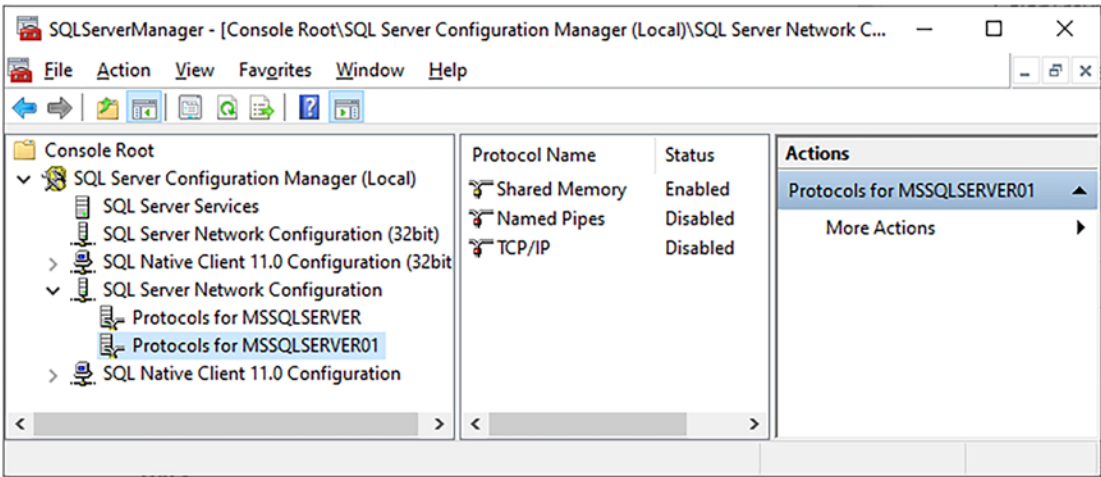 SQLServerManager - [Console Root\SQL Server Configuration Manager (Local)\SQL Server Network C...
File Action View Favorites Window Help
Console Root
SQL Server Configuration Manager (Local)
SQL Server Services
SQL Server Network Configuration (32bit)
SQL Native Client 11.0 Configuration (32bit
SQL Server Network Configuration
Protocols for MSSQLSERVER
Protocols for MSSQLSERVER01
SQL Native Client 11.0 Configuration
Protocol Name Status
Shared Memory Enabled
Named Pipes Disabled
TCP/IP Disabled
Actions
Protocols for MSSQLSERVER01
More Actions